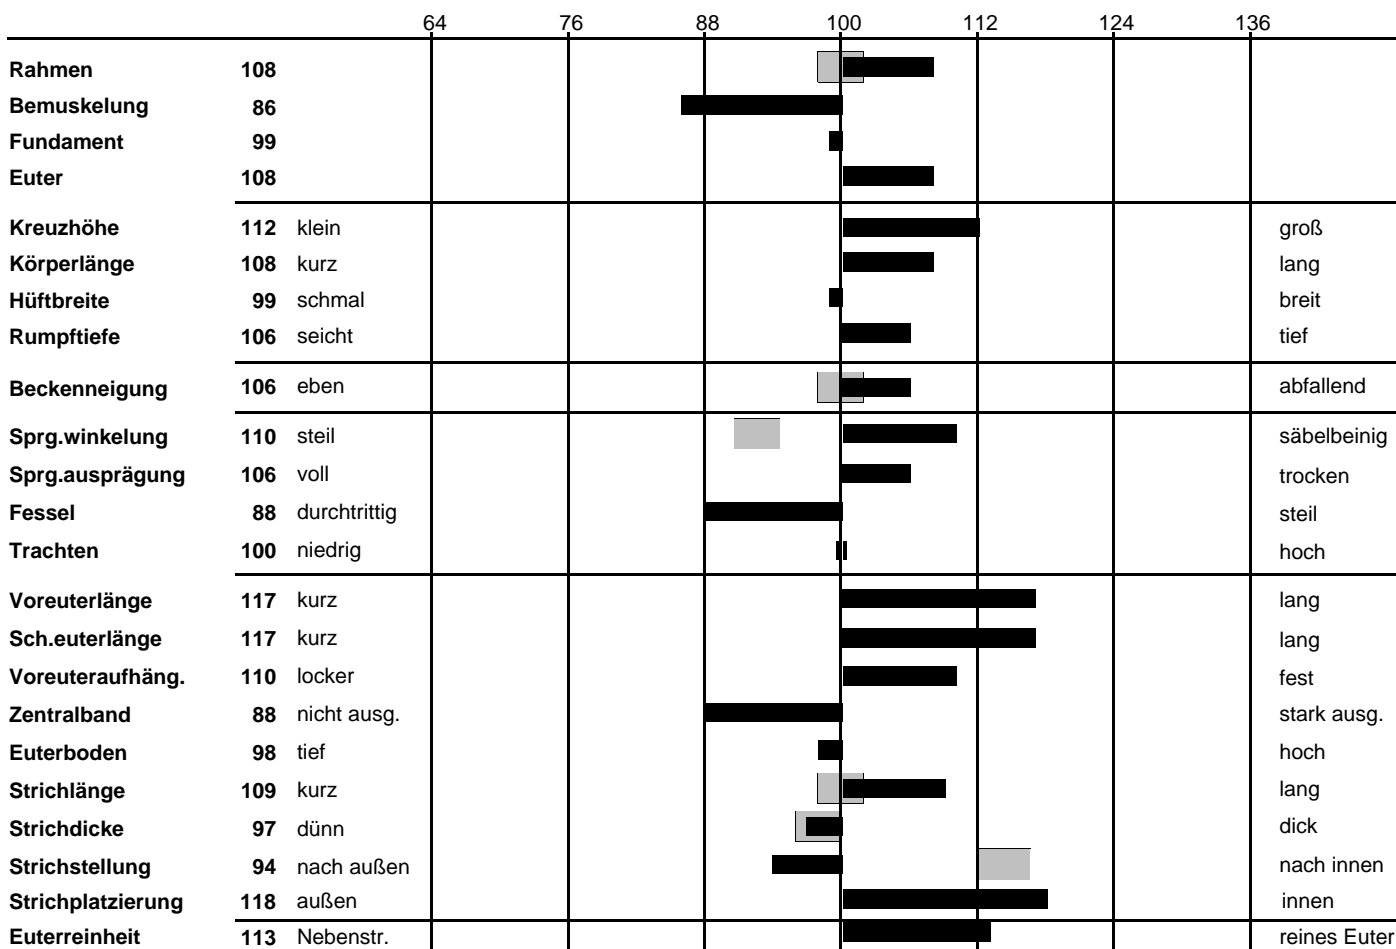 64 76 88 100 112 124 136
Rahmen 108
Bemuskelung 86
Fundament 99
Euter 108
Kreuzhöhe 112 klein groß
Körperlänge 108 kurz lang
Hüftbreite 99 schmal breit
Rumpftiefe 106 seicht tief
Beckenneigung 106 eben abfallend
Sprg.winkelung 110 steil säbelbeinig
Sprg.ausprägung 106 voll trocken
Fessel 88 durchtrittig steil
Trachten 100 niedrig hoch
Voreuterlänge 117 kurz lang
Sch.euterlänge 117 kurz lang
Voreuteraufhäng. 110 locker fest
Zentralband 88 nicht ausg. stark ausg.
Euterboden 98 tief hoch
Strichlänge 109 kurz lang
Strichdicke 97 dünn dick
Strichstellung 94 nach außen nach innen
Strichplatzierung 118 außen innen
Euterreinheit 113 Nebenstr. reines Euter